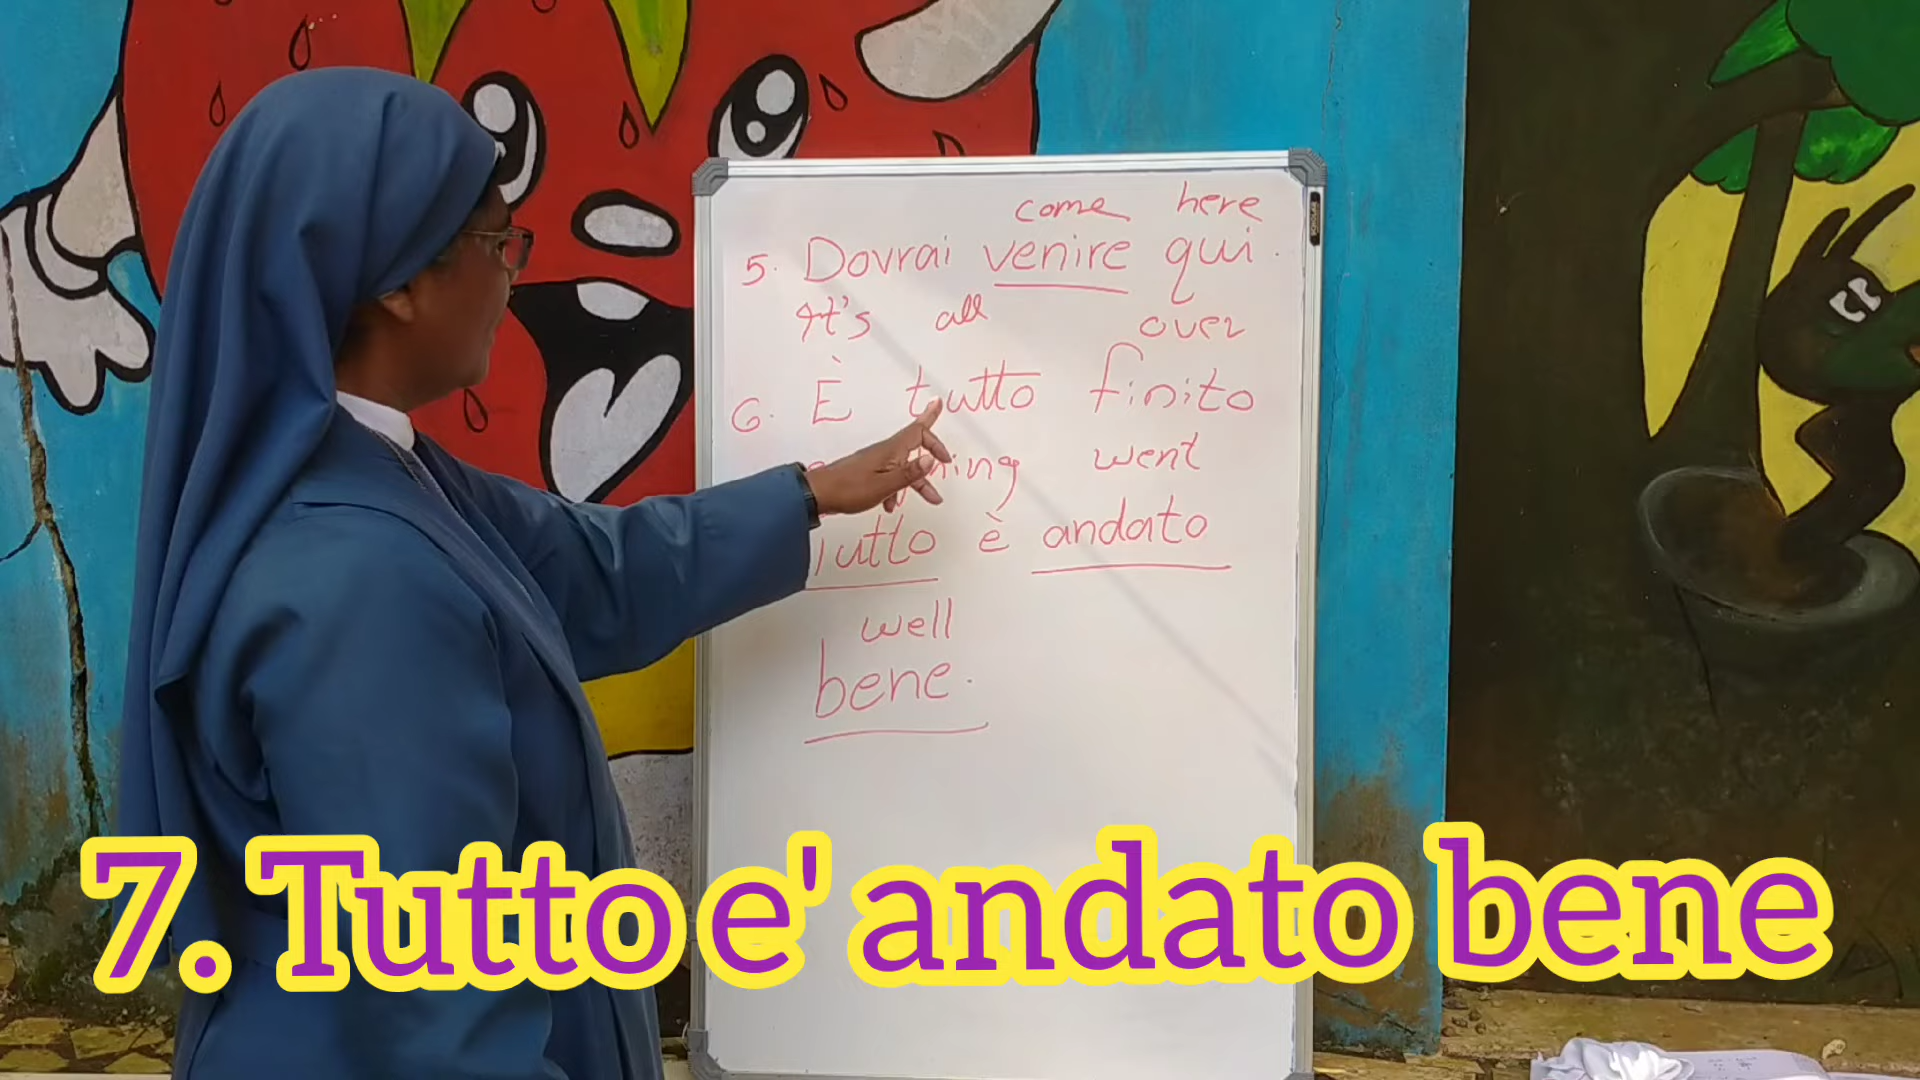 come here
5. Dovrai venire qui.
It's all over
6. È tutto finito
went
Tutto è andato
well
bene.
7. Tutto e' andato bene